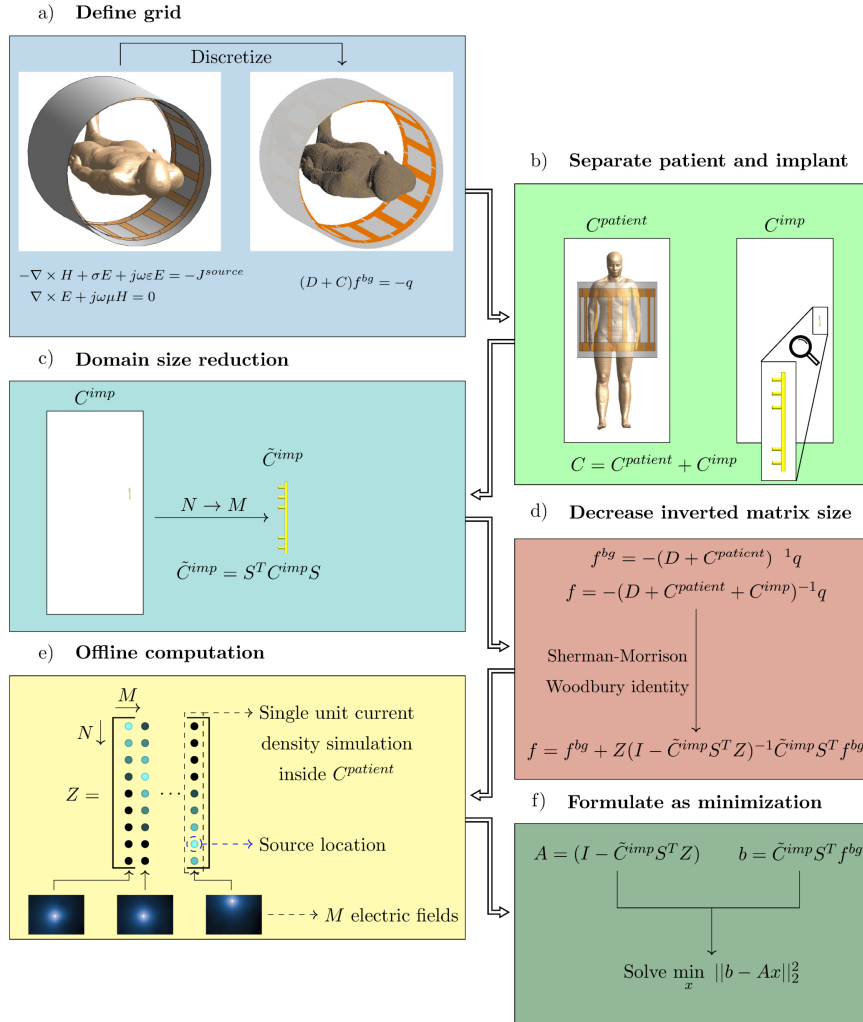 a) Define grid
Discretize
−∇ × H + σE + jωεE = −J^{source}
∇ × E + jωμH = 0
(D + C)f^{bg} = −q
b) Separate patient and implant
C^{patient}
C^{imp}
C = C^{patient} + C^{imp}
c) Domain size reduction
C^{imp}
N → M
C̃^{imp}
C̃^{imp} = S^T C^{imp} S
d) Decrease inverted matrix size
f^{bg} = −(D + C^{patient}) ^{1}q
f = −(D + C^{patient} + C^{imp})^{−1}q
Sherman-Morrison
Woodbury identity
f = f^{bg} + Z(I − C̃^{imp}S^T Z)^{−1}C̃^{imp}S^T f^{bg}
e) Offline computation
M
N
Z =
· · ·
Single unit current
density simulation
inside C^{patient}
Source location
M electric fields
f) Formulate as minimization
A = (I − C̃^{imp}S^T Z)
b = C̃^{imp}S^T f^{bg}
Solve min_x ||b − Ax||_2^2